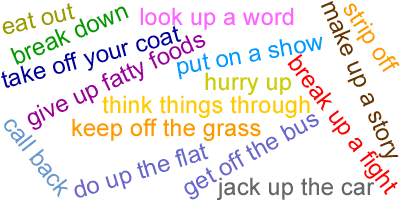 eat out
break down
look up a word
take off your coat
put on a show
strip off
make up a story
give up fatty foods
hurry up
think things through
break up a fight
keep off the grass
call back
do up the flat
get off the bus
jack up the car